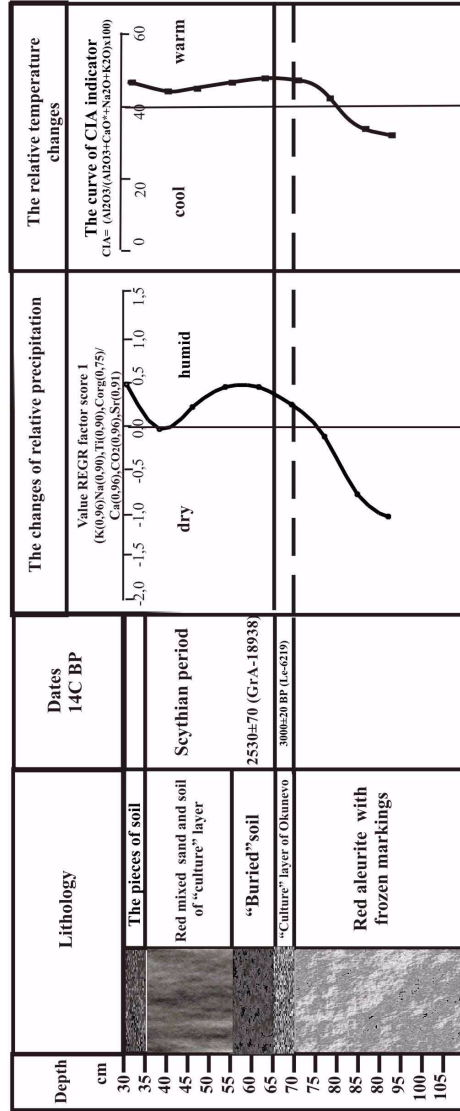 Depth
cm
30
35
40
45
50
55
60
65
70
75
80
85
90
95
100
105
Lithology
The pieces of soil
Red mixed sand and soil
of "culture" layer
"Buried"soil
"Culture" layer of Okunevo
Red aleurite with
frozen markings
Dates
14C BP
Scythian period
2530±70 (GrA-18938)
3000±20 BP (Le-6219)
The changes of relative precipitation
Value REGR factor score 1
(K(0,96)Na(0,90),Ti(0,90),Corg(0,75)/
Ca(0,96),CO2(0,96),Sr(0,91)
-2,0 -1,5 -1,0 -0,5 0,0 0,5 1,0 1,5
dry humid
The relative temperature
changes
The curve of CIA indicator
CIA= (Al2O3/(Al2O3+CaO*+Na2O+K2O)x100)
0 20 40 60
cool warm